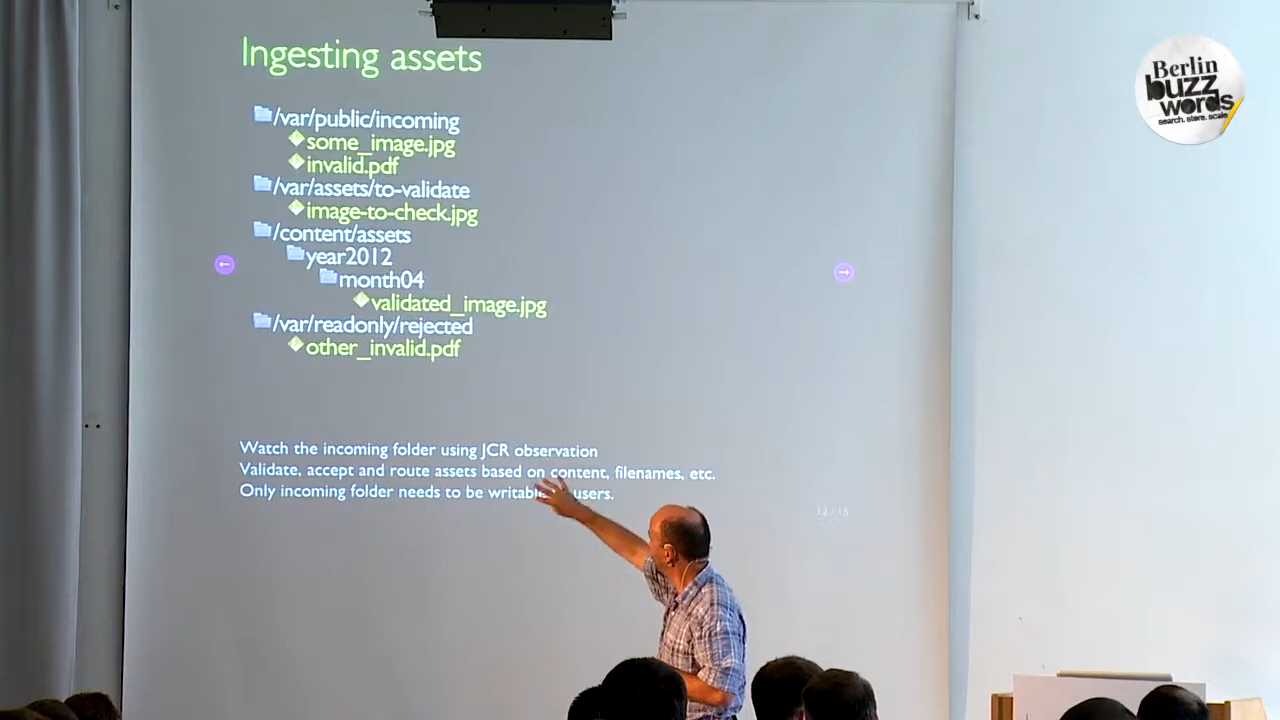 Ingesting assets
/var/public/incoming
some_image.jpg
invalid.pdf
/var/assets/to-validate
image-to-check.jpg
/content/assets
year2012
month04
validated_image.jpg
/var/readonly/rejected
other_invalid.pdf
Watch the incoming folder using JCR observation
Validate, accept and route assets based on content, filenames, etc.
Only incoming folder needs to be writable users.
12 / 15
Berlin
buzz
words
search. store. scale